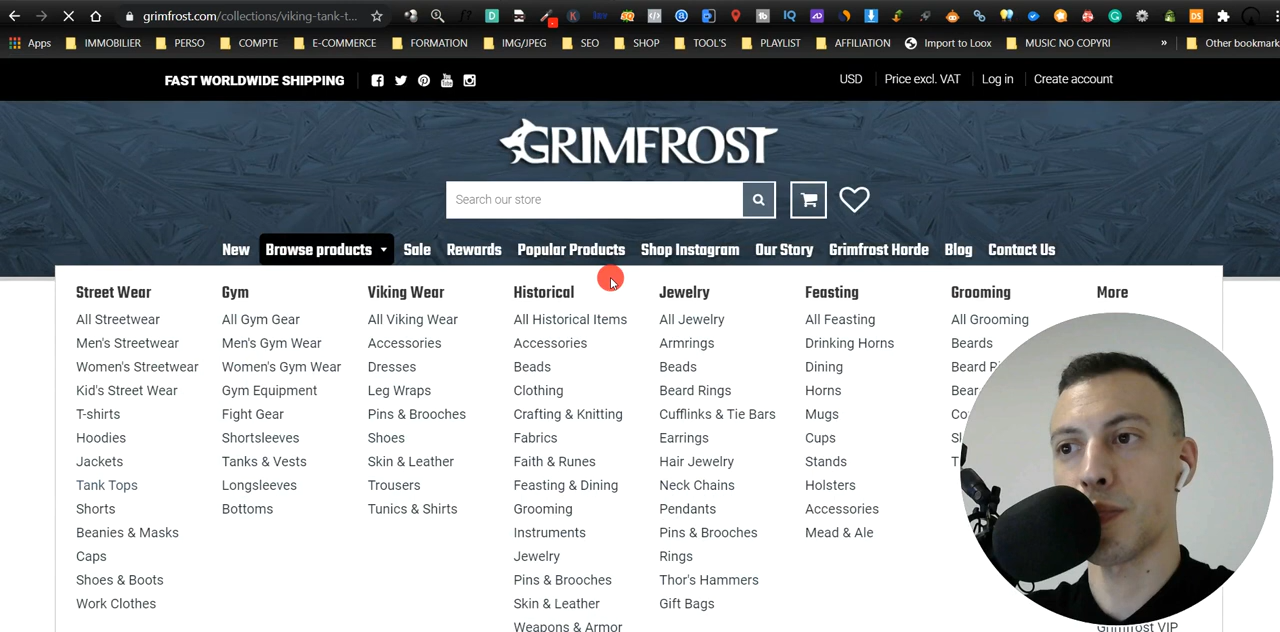 grimfrost.com/collections/viking-tank-t...
Apps IMMOBILIER PERSO COMPTE E-COMMERCE FORMATION IMG/JPEG SEO SHOP TOOL'S PLAYLIST AFFILIATION Import to Loox MUSIC NO COPYRI » Other bookmark
FAST WORLDWIDE SHIPPING
USD Price excl. VAT Log in Create account
GRIMFROST
Search our store
New Browse products Sale Rewards Popular Products Shop Instagram Our Story Grimfrost Horde Blog Contact Us
Street Wear
All Streetwear
Men's Streetwear
Women's Streetwear
Kid's Street Wear
T-shirts
Hoodies
Jackets
Tank Tops
Shorts
Beanies & Masks
Caps
Shoes & Boots
Work Clothes
Gym
All Gym Gear
Men's Gym Wear
Women's Gym Wear
Gym Equipment
Fight Gear
Shortsleeves
Tanks & Vests
Longsleeves
Bottoms
Viking Wear
All Viking Wear
Accessories
Dresses
Leg Wraps
Pins & Brooches
Shoes
Skin & Leather
Trousers
Tunics & Shirts
Historical
All Historical Items
Accessories
Beads
Clothing
Crafting & Knitting
Fabrics
Faith & Runes
Feasting & Dining
Grooming
Instruments
Jewelry
Pins & Brooches
Skin & Leather
Weapons & Armor
Jewelry
All Jewelry
Armrings
Beads
Beard Rings
Cufflinks & Tie Bars
Earrings
Hair Jewelry
Neck Chains
Pendants
Pins & Brooches
Rings
Thor's Hammers
Gift Bags
Feasting
All Feasting
Drinking Horns
Dining
Horns
Mugs
Cups
Stands
Holsters
Accessories
Mead & Ale
Grooming
All Grooming
Beards
Beard
More
Grimfrost VIP